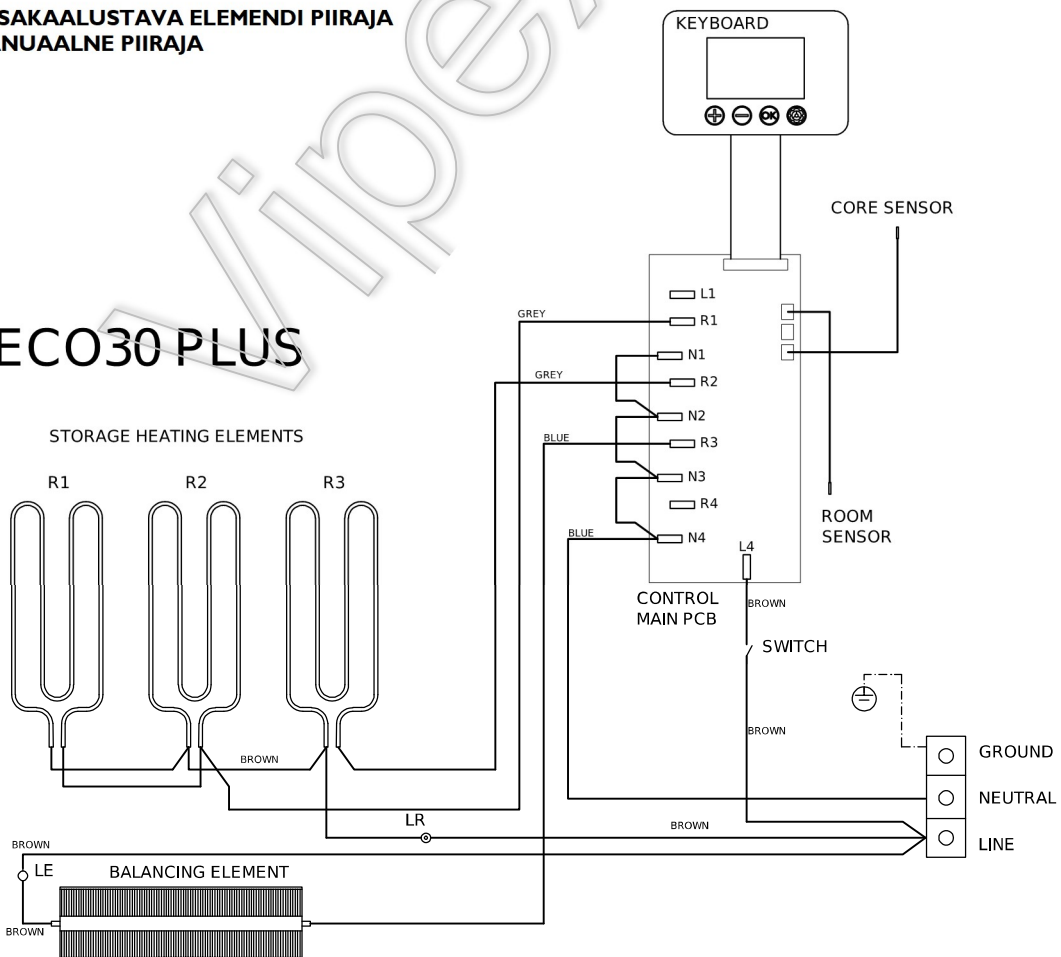 SAKAALUSTAVA ELEMENDI PIIRAJA
NUAALNE PIIRAJA
Vipex
KEYBOARD
OK
CORE SENSOR
L1
GREY
R1
ECO30 PLUS
N1
GREY
R2
N2
STORAGE HEATING ELEMENTS
BLUE
R3
R1
R2
R3
N3
R4
ROOM
SENSOR
BLUE
N4
L4
CONTROL
MAIN PCB
BROWN
SWITCH
BROWN
BROWN
GROUND
NEUTRAL
LR
BROWN
LINE
BROWN
LE
BALANCING ELEMENT
BROWN